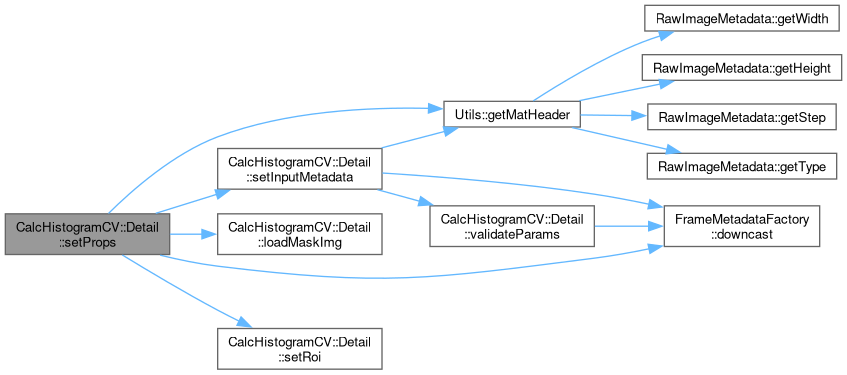 RawImageMetadata::getWidth
RawImageMetadata::getHeight
Utils::getMatHeader
RawImageMetadata::getStep
CalcHistogramCV::Detail
::setInputMetadata
RawImageMetadata::getType
CalcHistogramCV::Detail
::setProps
CalcHistogramCV::Detail
::loadMaskImg
CalcHistogramCV::Detail
::validateParams
FrameMetadataFactory
::downcast
CalcHistogramCV::Detail
::setRoi